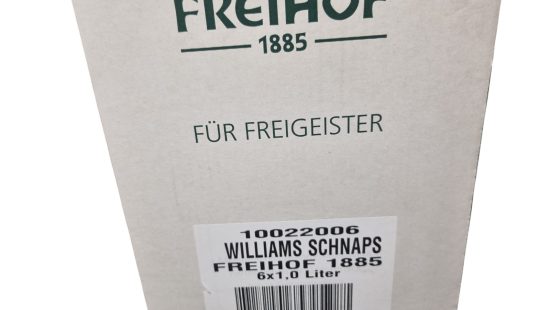 FREIHOF
1885
FÜR FREIGEISTER
10022006
WILLIAMS SCHNAPS
FREIHOF 1885
6x1,0 Liter